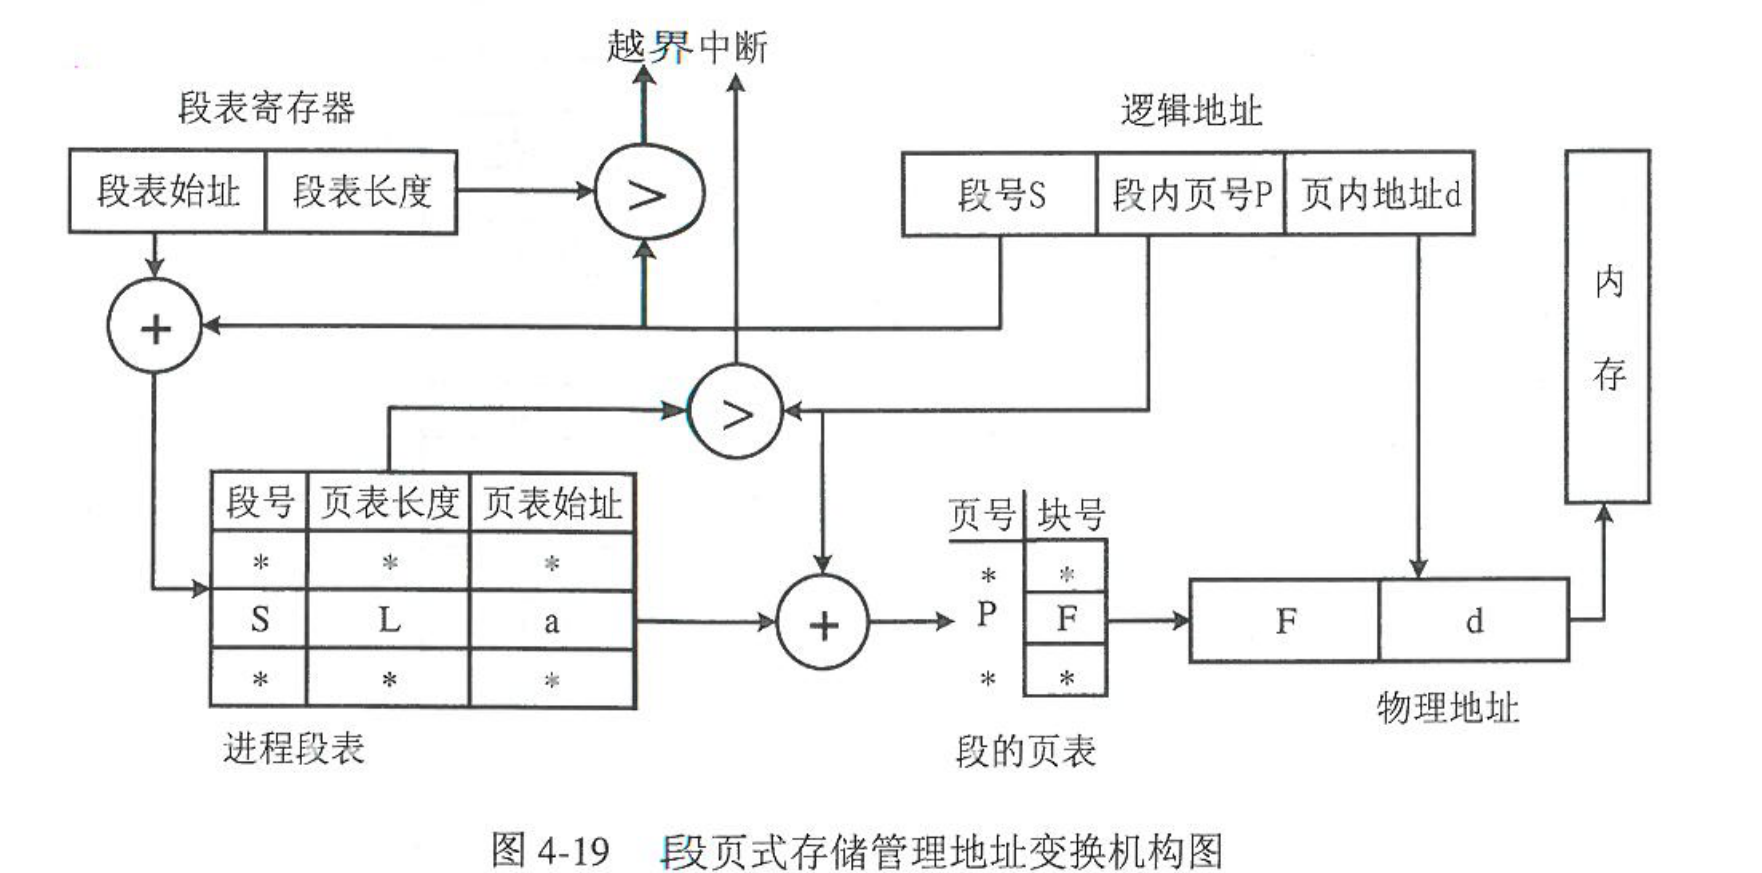 越界中断
段表寄存器
逻辑地址
段表始址 段表长度 >
段号S 段内页号P 页内地址d
内存
+
>
段号 页表长度 页表始址
* * *
S L a
* * *
进程段表
+
页号 块号
* *
P F
* *
段的页表
F d
物理地址
图 4-19 段页式存储管理地址变换机构图